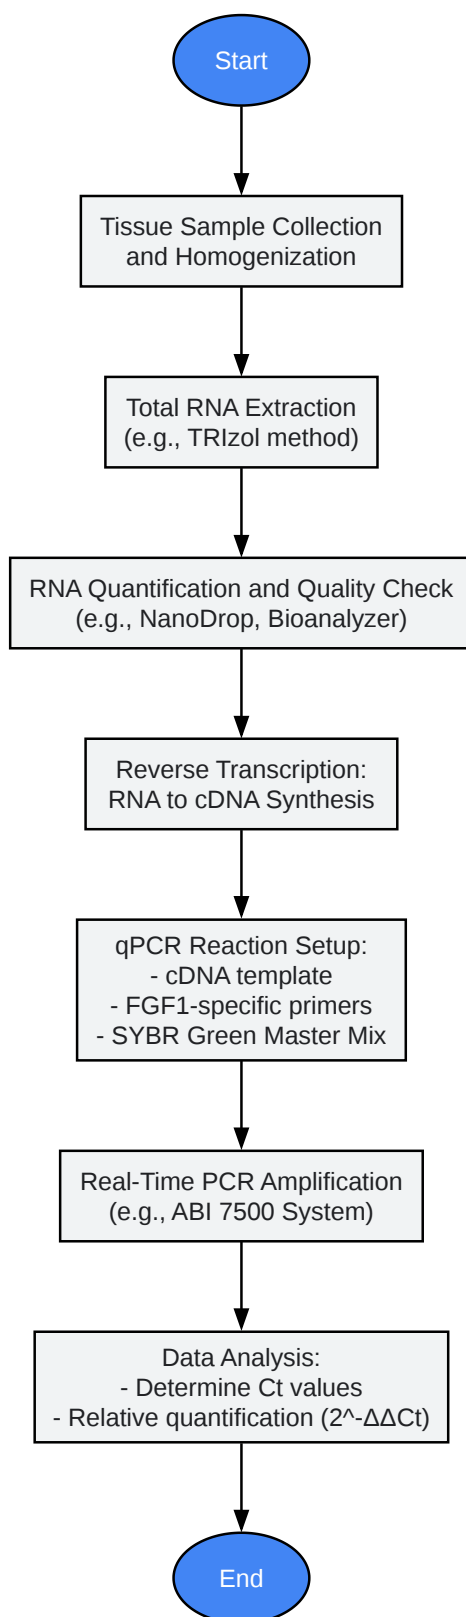 Start
Tissue Sample Collection
and Homogenization
Total RNA Extraction
(e.g., TRIzol method)
RNA Quantification and Quality Check
(e.g., NanoDrop, Bioanalyzer)
Reverse Transcription:
RNA to cDNA Synthesis
qPCR Reaction Setup:
- cDNA template
- FGF1-specific primers
- SYBR Green Master Mix
Real-Time PCR Amplification
(e.g., ABI 7500 System)
Data Analysis:
- Determine Ct values
- Relative quantification (2^-ΔΔCt)
End